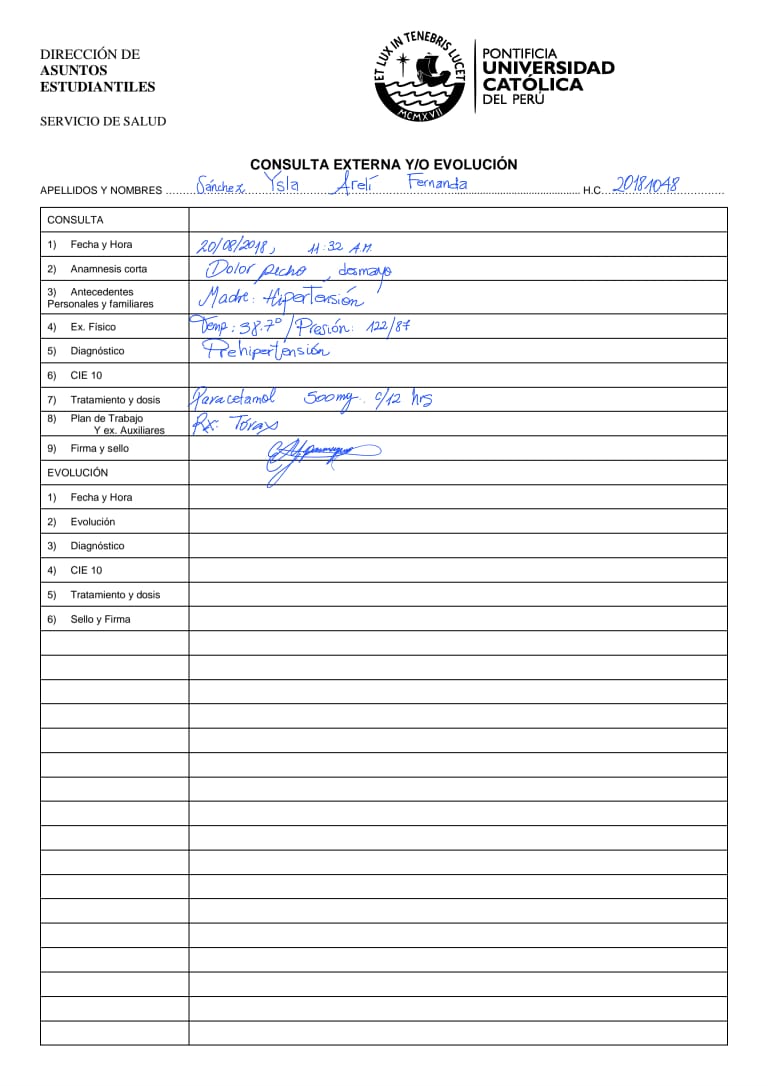 DIRECCIÓN DE
ASUNTOS
ESTUDIANTILES
SERVICIO DE SALUD
ET LUX IN TENEBRIS LUCET
MCMXVII
PONTIFICIA
UNIVERSIDAD
CATÓLICA
DEL PERÚ
CONSULTA EXTERNA Y/O EVOLUCIÓN
APELLIDOS Y NOMBRES Sánchez Ysla Arelí Fernanda H.C. 20181048
CONSULTA
1) Fecha y Hora 20/08/2018, 11:32 A.M.
2) Anamnesis corta Dolor pecho, desmayo
3) Antecedentes
Personales y familiares Madre: Hipertensión
4) Ex. Físico Temp: 38.7° / Presión: 122/87
5) Diagnóstico Prehipertensión
6) CIE 10
7) Tratamiento y dosis Paracetamol 500mg. c/12 hrs
8) Plan de Trabajo
Y ex. Auxiliares Rx: Tórax
9) Firma y sello
EVOLUCIÓN
1) Fecha y Hora
2) Evolución
3) Diagnóstico
4) CIE 10
5) Tratamiento y dosis
6) Sello y Firma